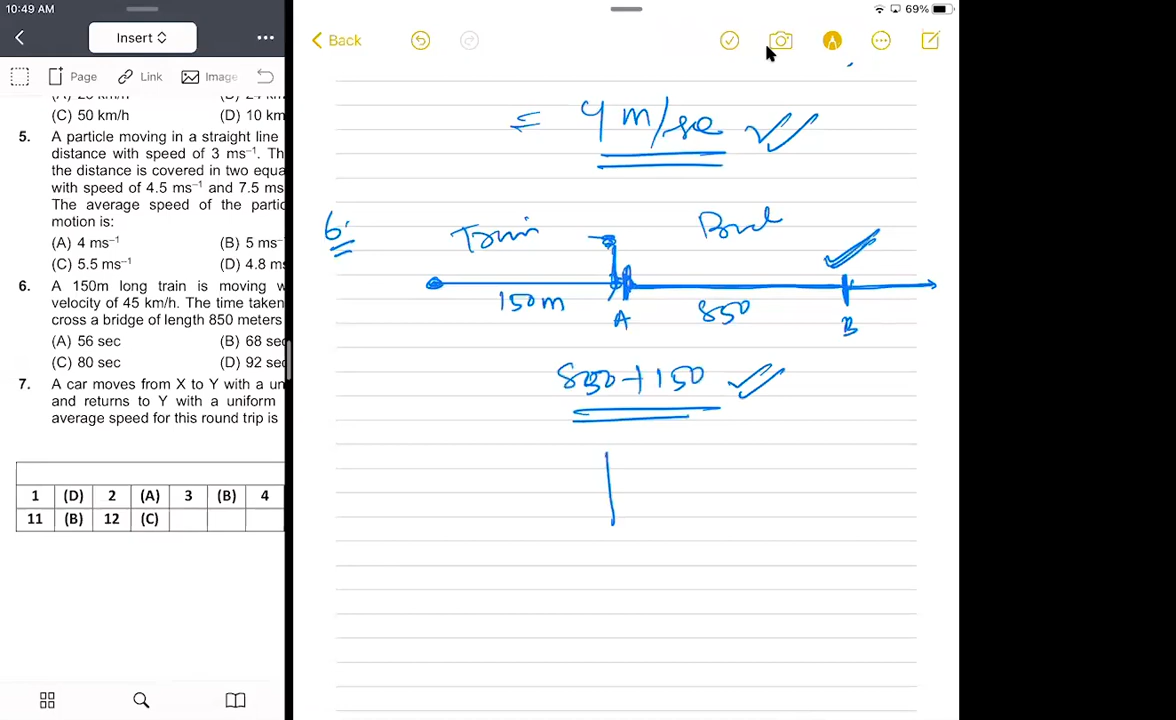 10:49 AM
69%
Insert
Page Link Image
(C) 50 km/h (D) 10 km
5. A particle moving in a straight line
distance with speed of 3 ms⁻¹. Th
the distance is covered in two equa
with speed of 4.5 ms⁻¹ and 7.5 ms
The average speed of the partic
motion is:
(A) 4 ms⁻¹ (B) 5 ms⁻
(C) 5.5 ms⁻¹ (D) 4.8 ms
6. A 150m long train is moving w
velocity of 45 km/h. The time taken
cross a bridge of length 850 meters
(A) 56 sec (B) 68 sec
(C) 80 sec (D) 92 sec
7. A car moves from X to Y with a un
and returns to Y with a uniform
average speed for this round trip is
1 (D) 2 (A) 3 (B) 4
11 (B) 12 (C)
Back
= 4 m/sec
6.
Train
150m 850
A B
850+150